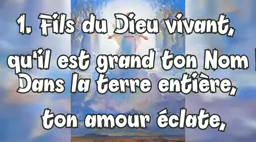 1. Fils du Dieu vivant,
qu'il est grand ton Nom
Dans la terre entière,
ton amour éclate,